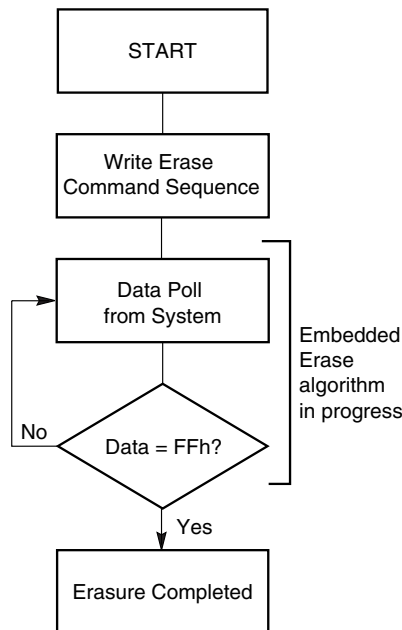 START
Write Erase
Command Sequence
Data Poll
from System
Embedded
Erase
algorithm
in progress
No
Data = FFh?
Yes
Erasure Completed